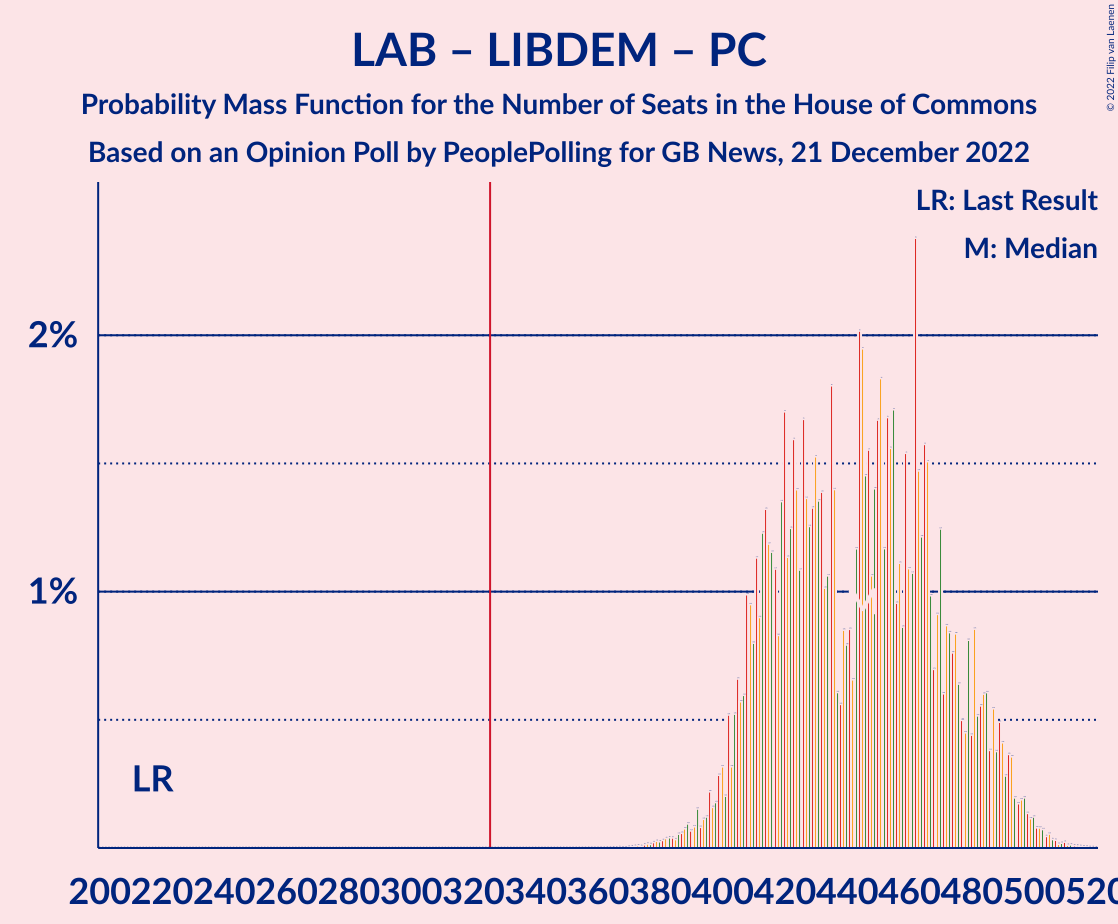 LAB – LIBDEM – PC
Probability Mass Function for the Number of Seats in the House of Commons
Based on an Opinion Poll by PeoplePolling for GB News, 21 December 2022
© 2022 Filip van Laenen
LR: Last Result
M: Median
2%
1%
LR
200220240260280300320340360380400420440460480500520